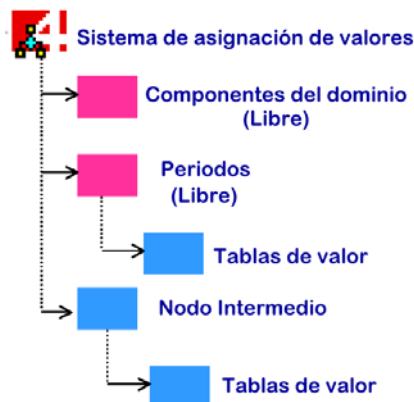 4!
Sistema de asignación de valores
Componentes del dominio
(Libre)
Periodos
(Libre)
Tablas de valor
Nodo Intermedio
Tablas de valor